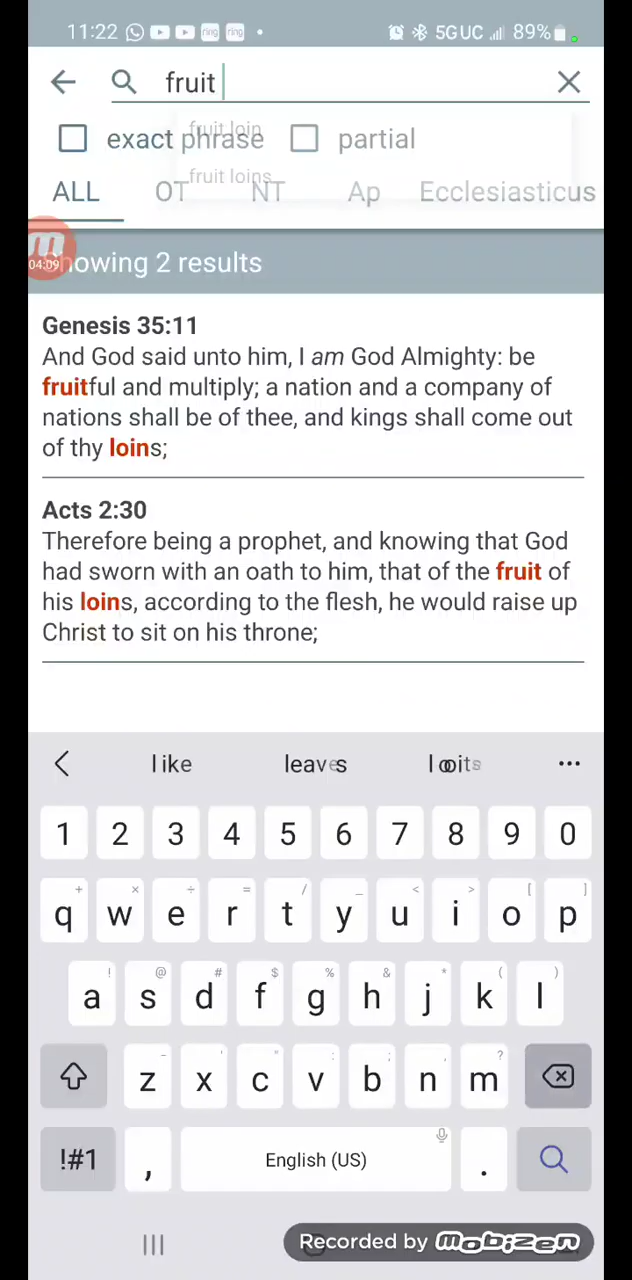 11:22 ring ring 5G UC 89%
fruit
fruit loin
exact phrase partial
fruit loins
ALL OT NT Ap Ecclesiasticus
04:09
howing 2 results
Genesis 35:11
And God said unto him, I am God Almighty: be
fruitful and multiply; a nation and a company of
nations shall be of thee, and kings shall come out
of thy loins;
Acts 2:30
Therefore being a prophet, and knowing that God
had sworn with an oath to him, that of the fruit of
his loins, according to the flesh, he would raise up
Christ to sit on his throne;
like leaves
1 2 3 4 5 6 7 8 9 0
+ × ÷ = / _ < > [ ]
q w e r t y u i o p
! @ # $ % & * ( )
a s d f g h j k l
- ' " : ; , ?
z x c v b n m
!#1 , English (US) .
Recorded by mobizen